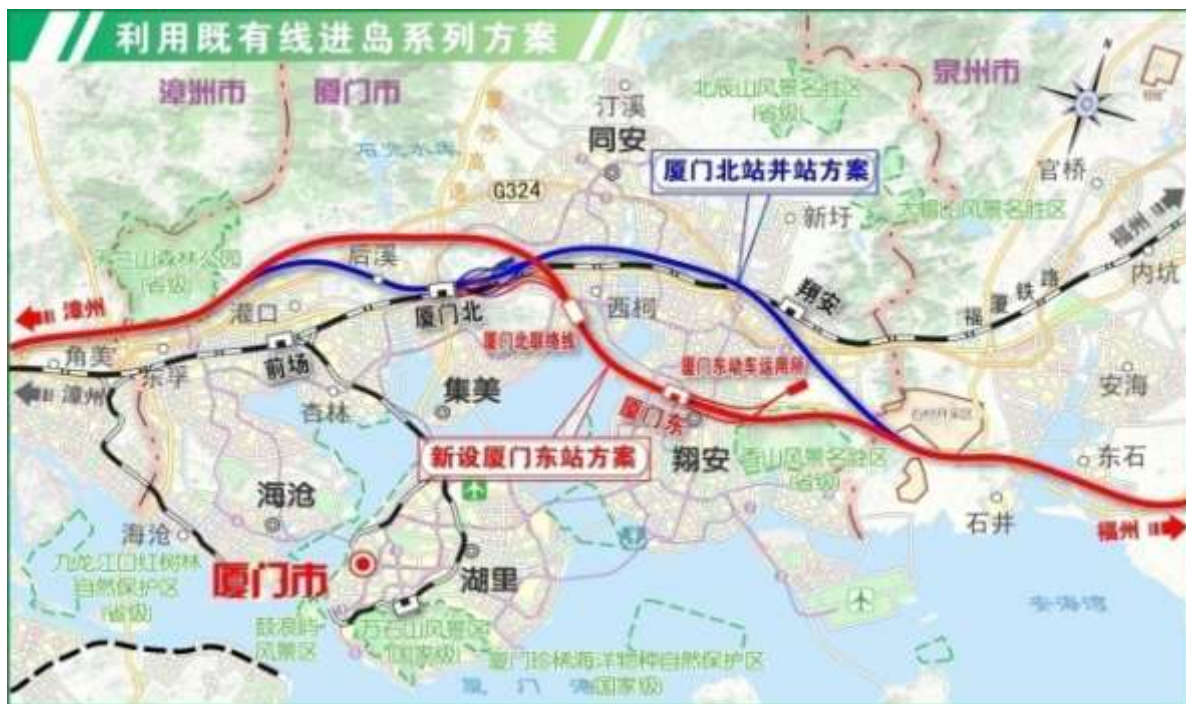 利用既有线进岛系列方案
漳州市
厦门市
泉州市
北辰山风景名胜区
(省级)
汀溪
同安
官桥
厦门北站并站方案
G324
高
速
新圩
福州
内坑
后溪
漳州
灌口
厦门北
西柯
翔安
福厦铁路
角美
前场
厦门北联络线
厦门东动车运用所
漳州
东孚
杏林
集美
厦门东
安海
新设厦门东站方案
翔安
香山风景名胜区
(省级)
东石
海沧
石井
福州
海沧
九龙江口红树林
自然保护区
(省级)
厦门市
湖里
安海湾
鼓浪屿
风景区
万石山风景区
(国家级)
厦门珍稀海洋物种自然保护区
(国家级)